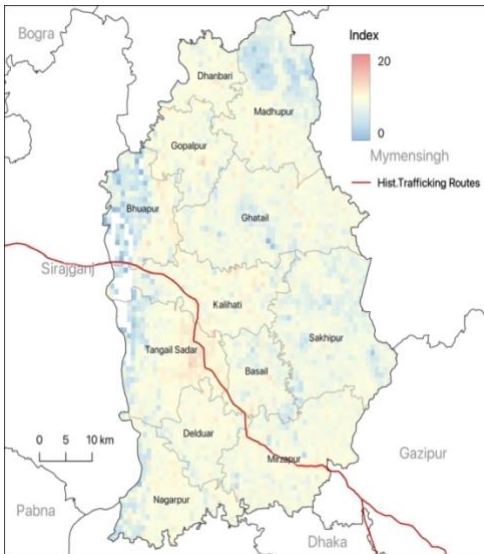 Bogra
Index
20
0
Dhanbari
Madhupur
Gopalpur
Mymensingh
Hist.Trafficking Routes
Bhuapur
Ghatail
Sirajganj
Kalihati
Sakhipur
Tangail Sadar
Basail
Delduar
0 5 10 km
Mirzapur
Gazipur
Nagarpur
Pabna
Dhaka